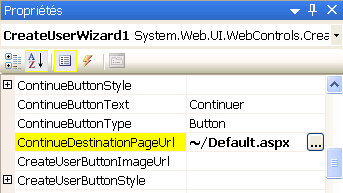 Propriétés
CreateUserWizard1 System.Web.UI.WebControls.Crea
ContinueButtonStyle
ContinueButtonText Continuer
ContinueButtonType Button
ContinueDestinationPageUrl ~/Default.aspx ...
CreateUserButtonImageUrl
CreateUserButtonStyle